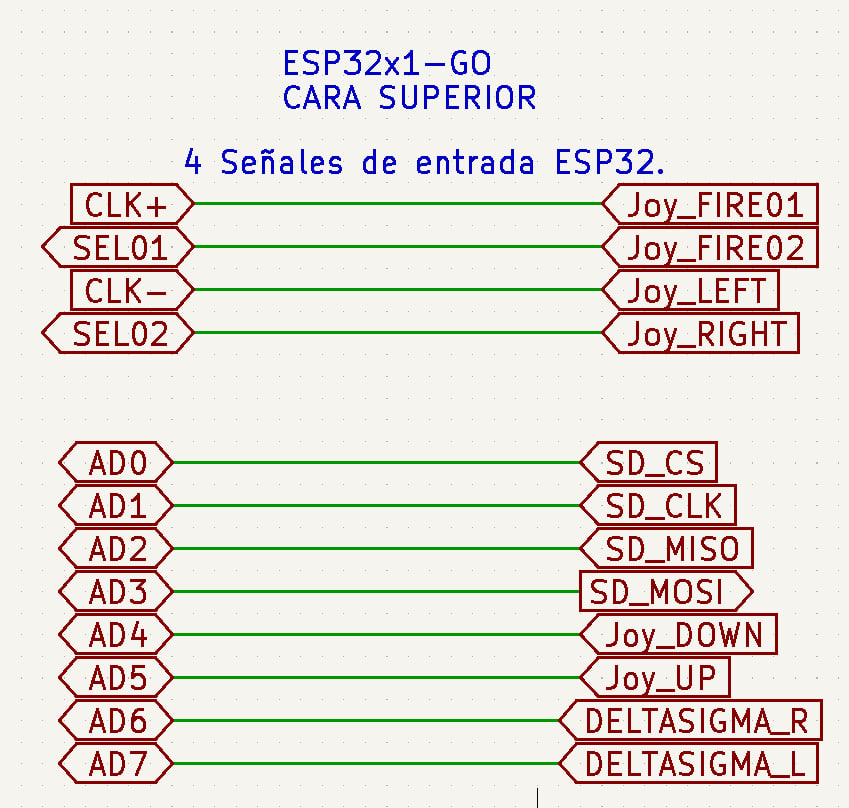 ESP32x1-GO
CARA SUPERIOR
4 Señales de entrada ESP32.
CLK+ Joy_FIRE01
SEL01 Joy_FIRE02
CLK- Joy_LEFT
SEL02 Joy_RIGHT
AD0 SD_CS
AD1 SD_CLK
AD2 SD_MISO
AD3 SD_MOSI
AD4 Joy_DOWN
AD5 Joy_UP
AD6 DELTASIGMA_R
AD7 DELTASIGMA_L